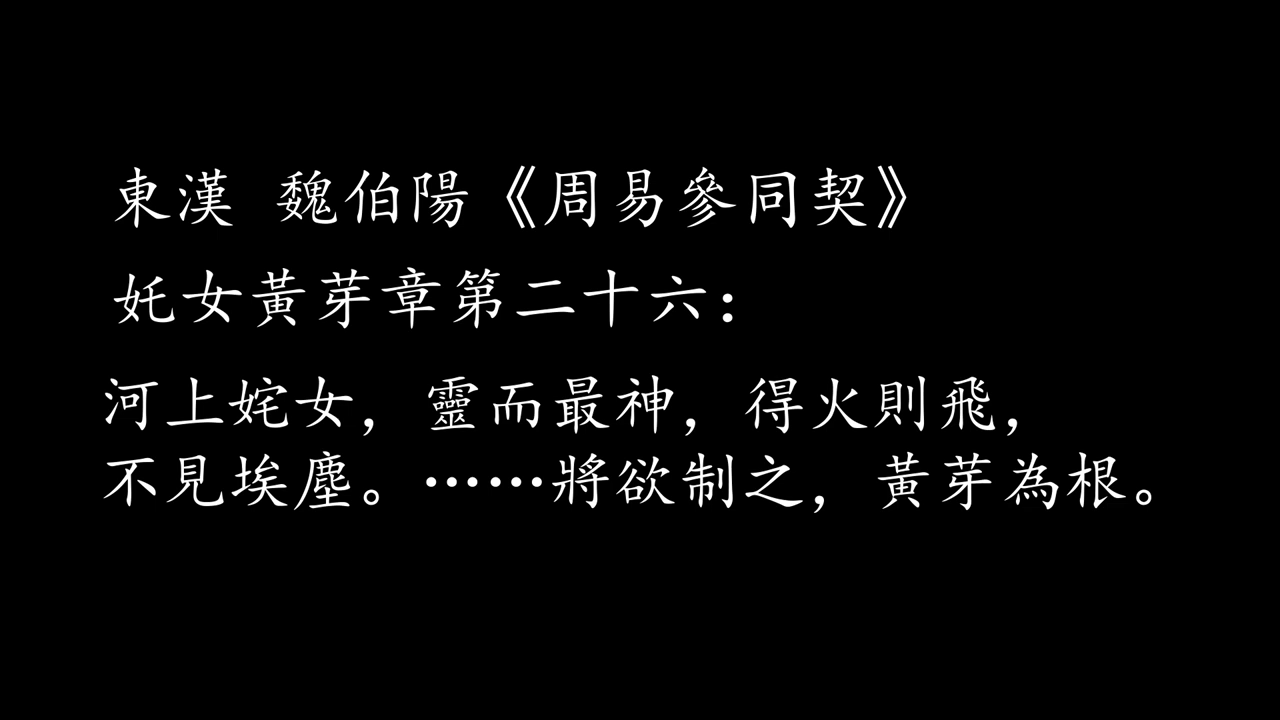 東漢 魏伯陽《周易參同契》
奼女黃芽章第二十六：
河上姹女，靈而最神，得火則飛，
不見埃塵。……將欲制之，黃芽為根。